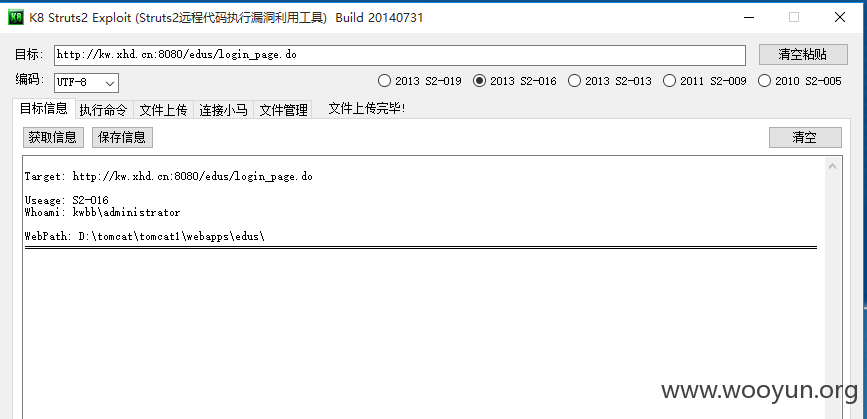 K8 Struts2 Exploit (Struts2远程代码执行漏洞利用工具) Build 20140731
目标: http://kw.xhd.cn:8080/edus/login_page.do 清空粘贴
编码: UTF-8 2013 S2-019 2013 S2-016 2013 S2-013 2011 S2-009 2010 S2-005
目标信息 执行命令 文件上传 连接小马 文件管理 文件上传完毕!
获取信息 保存信息 清空
Target: http://kw.xhd.cn:8080/edus/login_page.do
Useage: S2-016
Whoami: kwbb\administrator
WebPath: D:\tomcat\tomcat1\webapps\edus\
www.wooyun.org